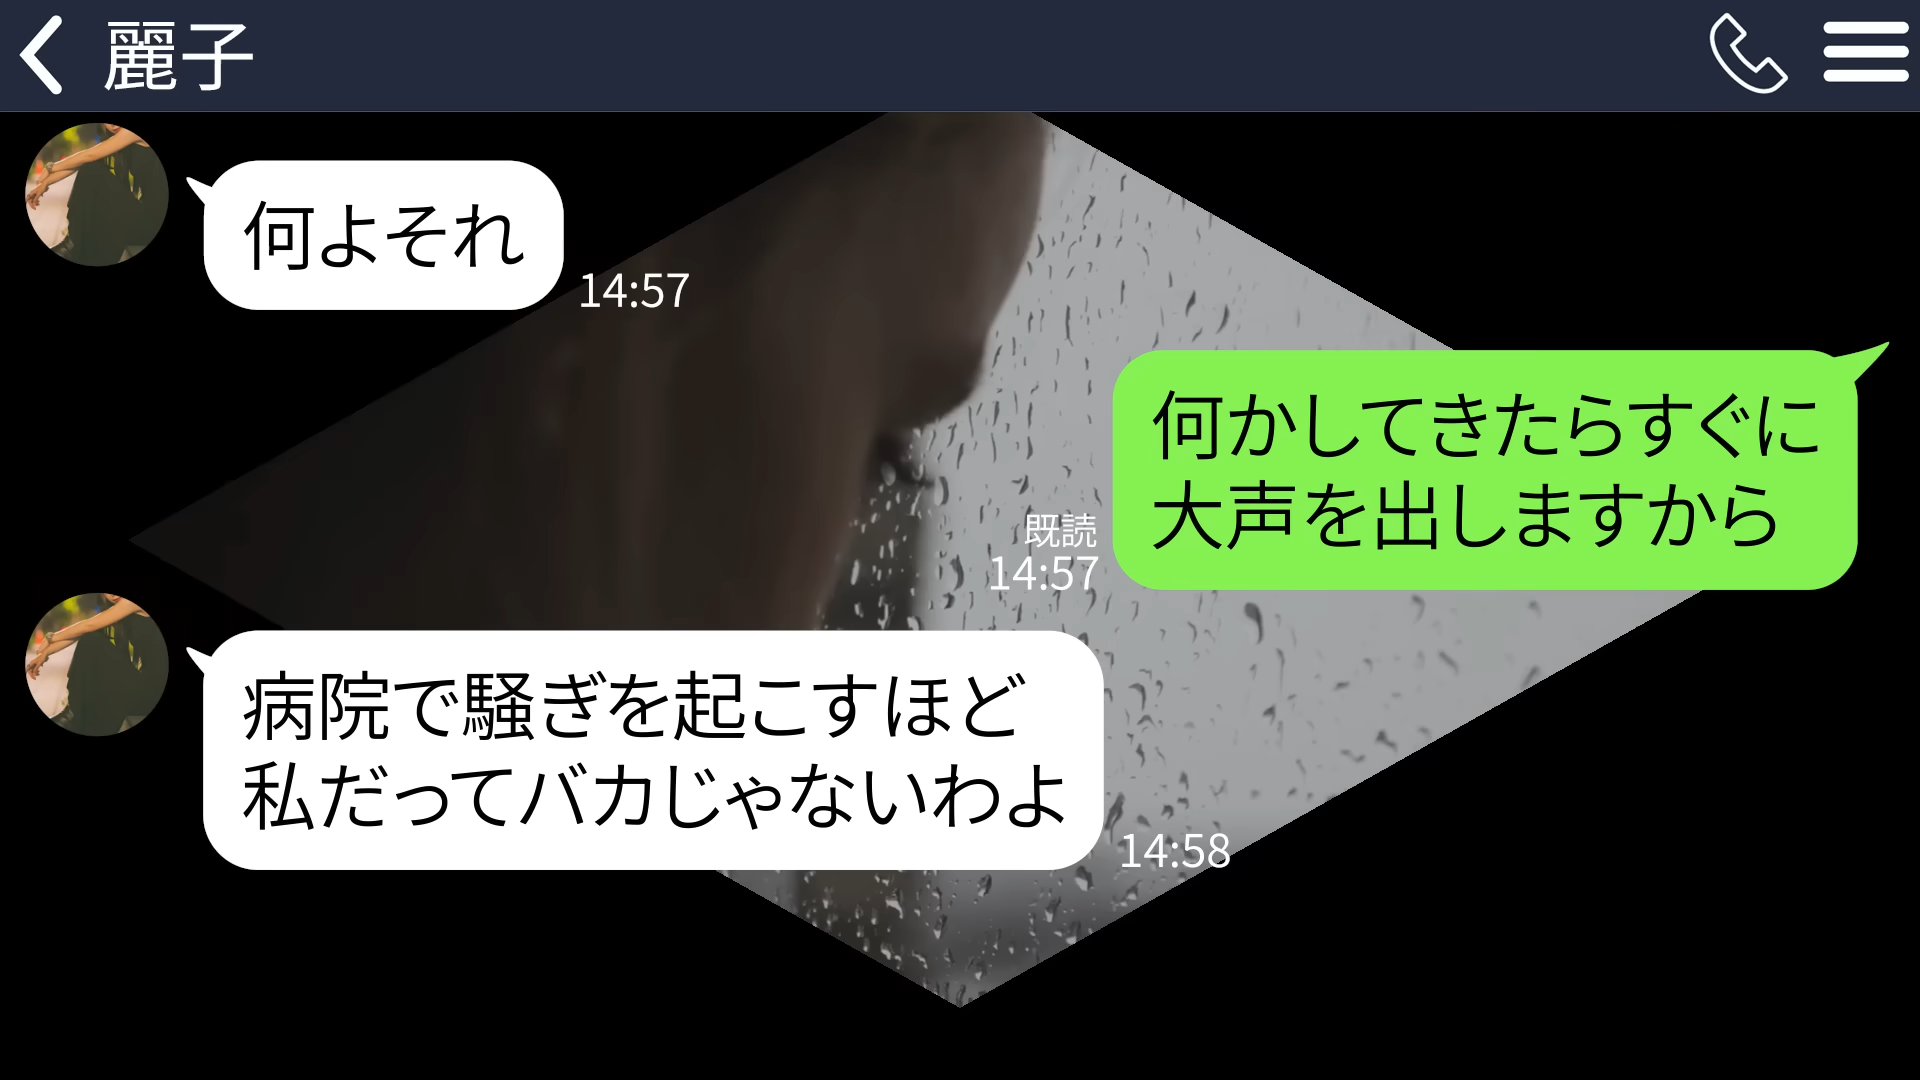 麗子
何よそれ
14:57
何かしてきたらすぐに
大声を出しますから
既読
14:57
病院で騒ぎを起こすほど
私だってバカじゃないわよ
14:58